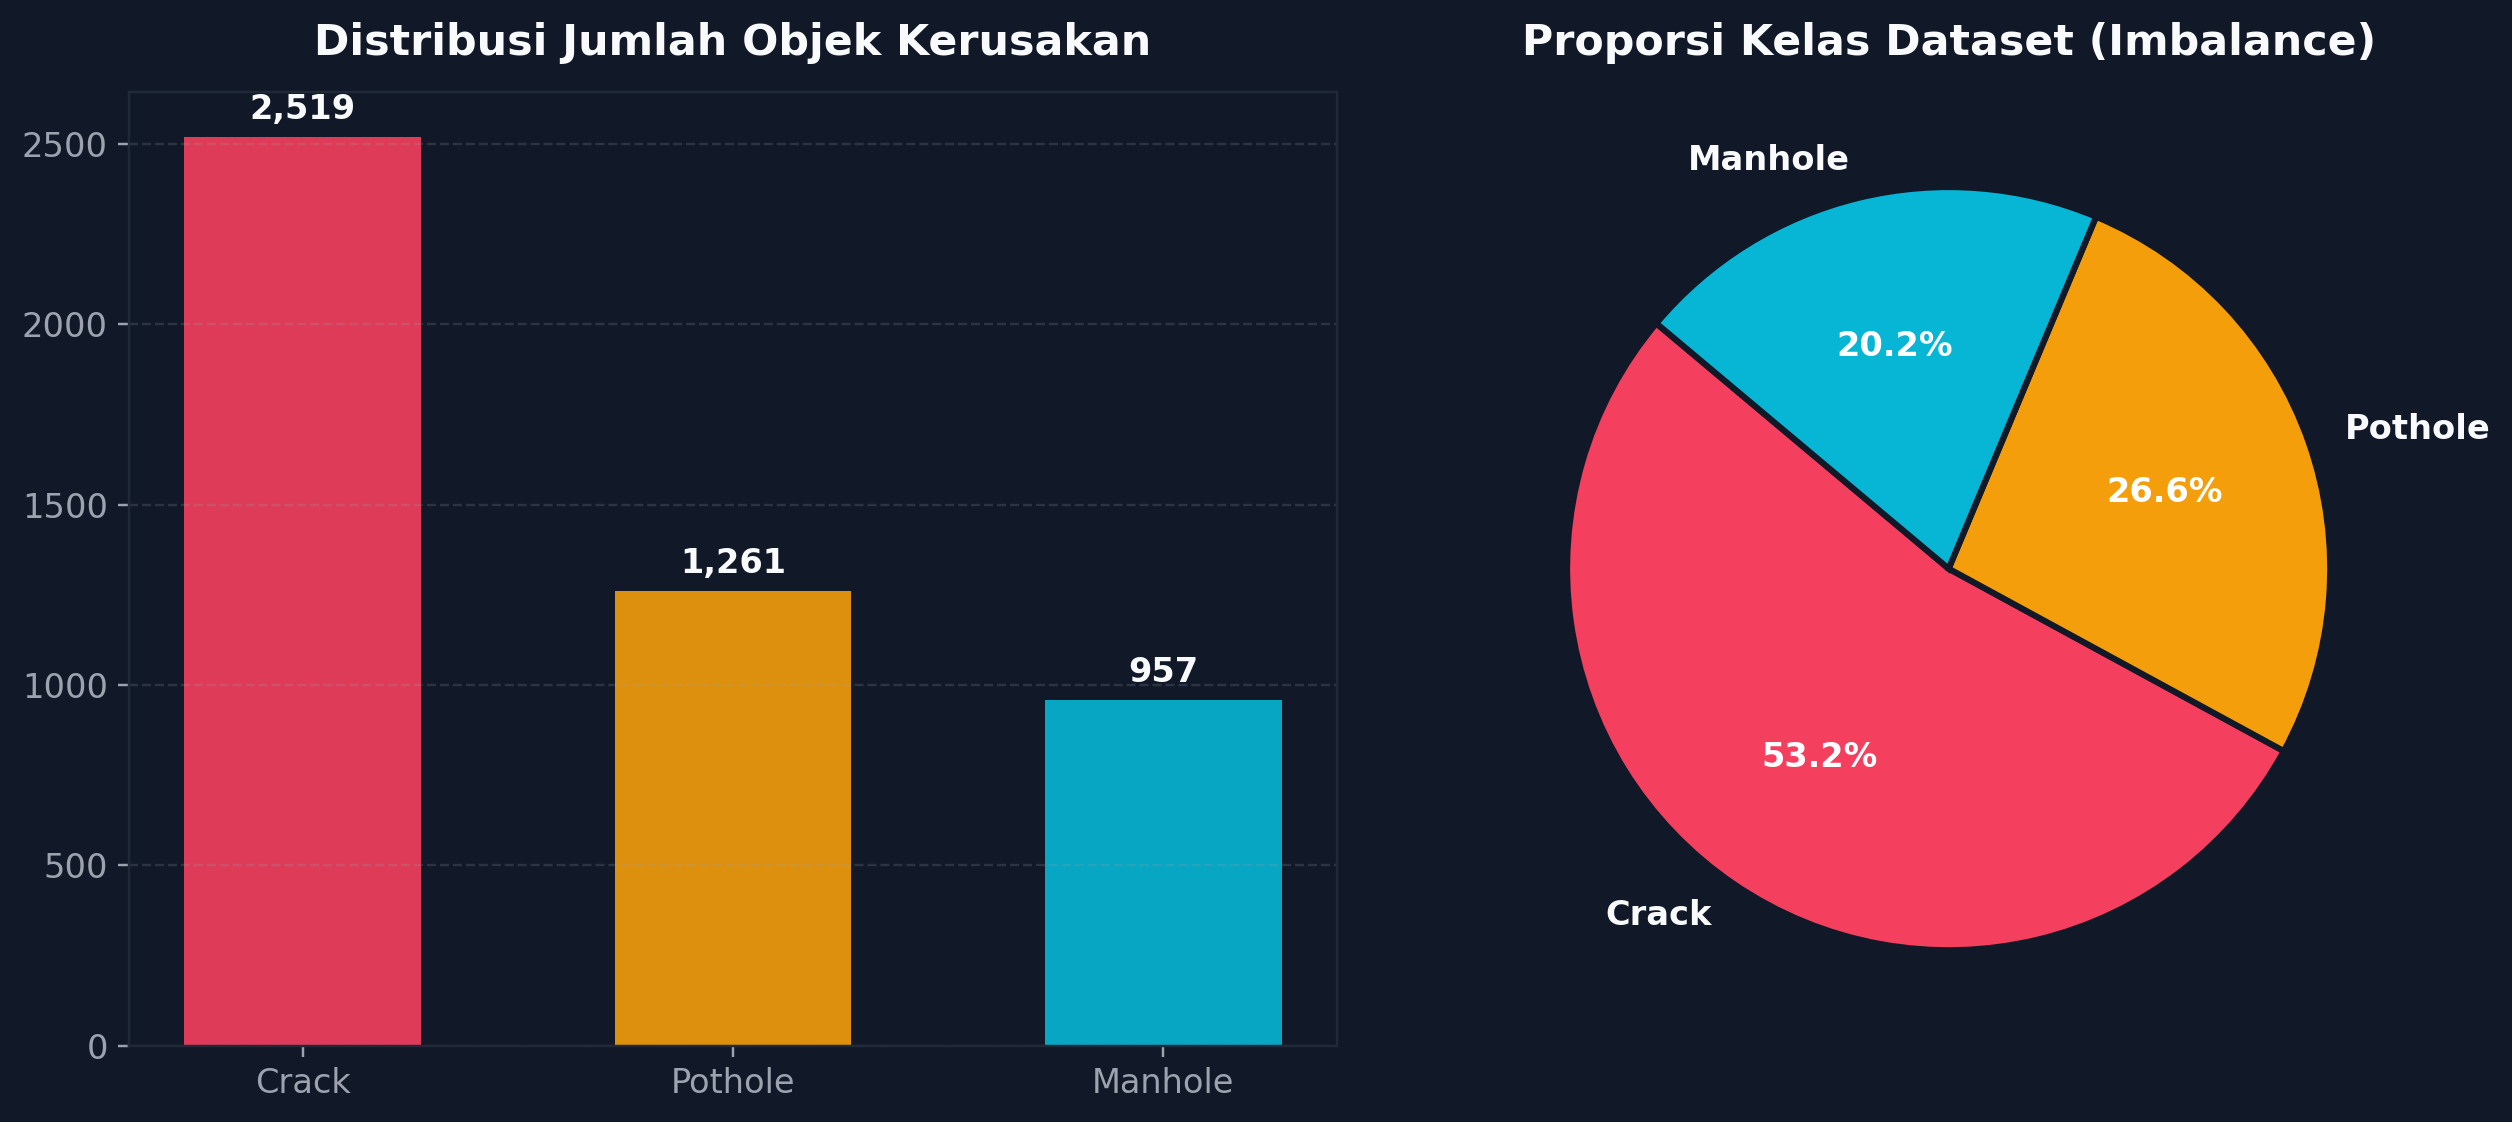 Distribusi Jumlah Objek Kerusakan
2,519
2500
2000
1500
1,261
1000
957
500
0
Crack
Pothole
Manhole
Proporsi Kelas Dataset (Imbalance)
Manhole
20.2%
Pothole
26.6%
53.2%
Crack